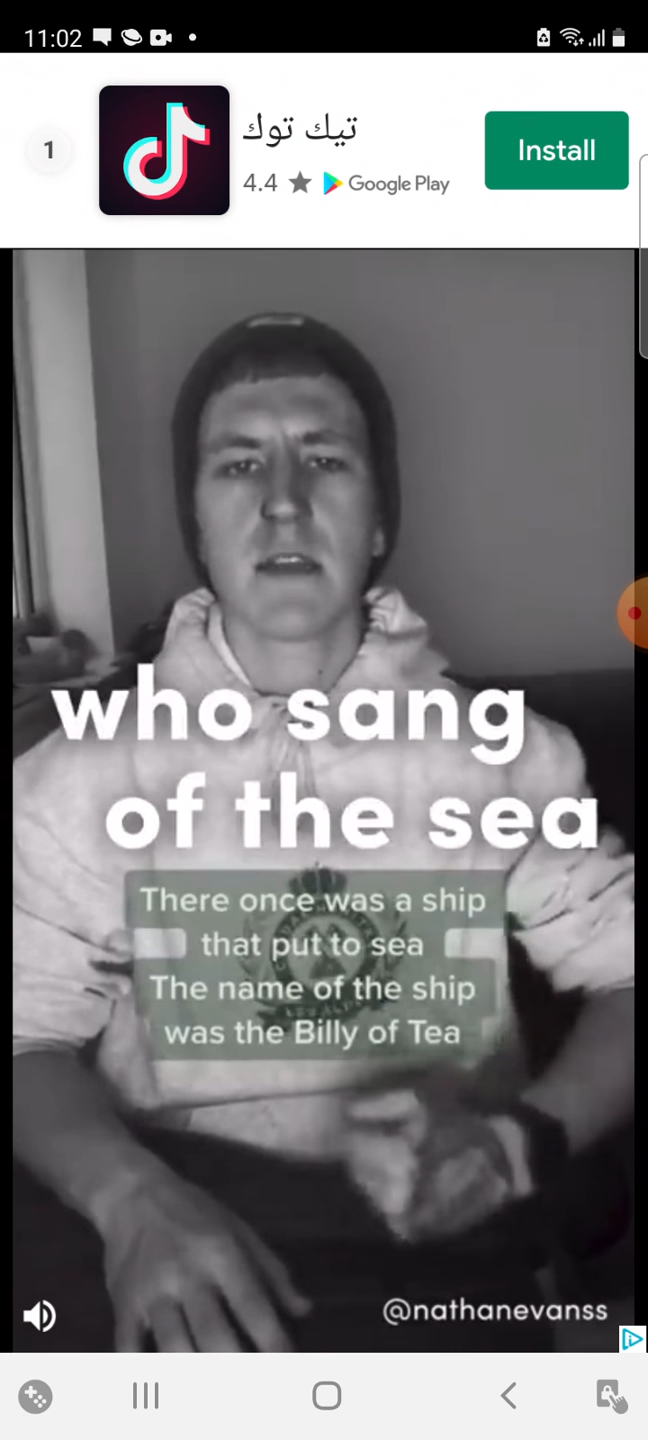 11:02
1
تيك توك
4.4 ★ Google Play
Install
who sang
of the sea
There once was a ship
that put to sea
The name of the ship
was the Billy of Tea
@nathanevanss